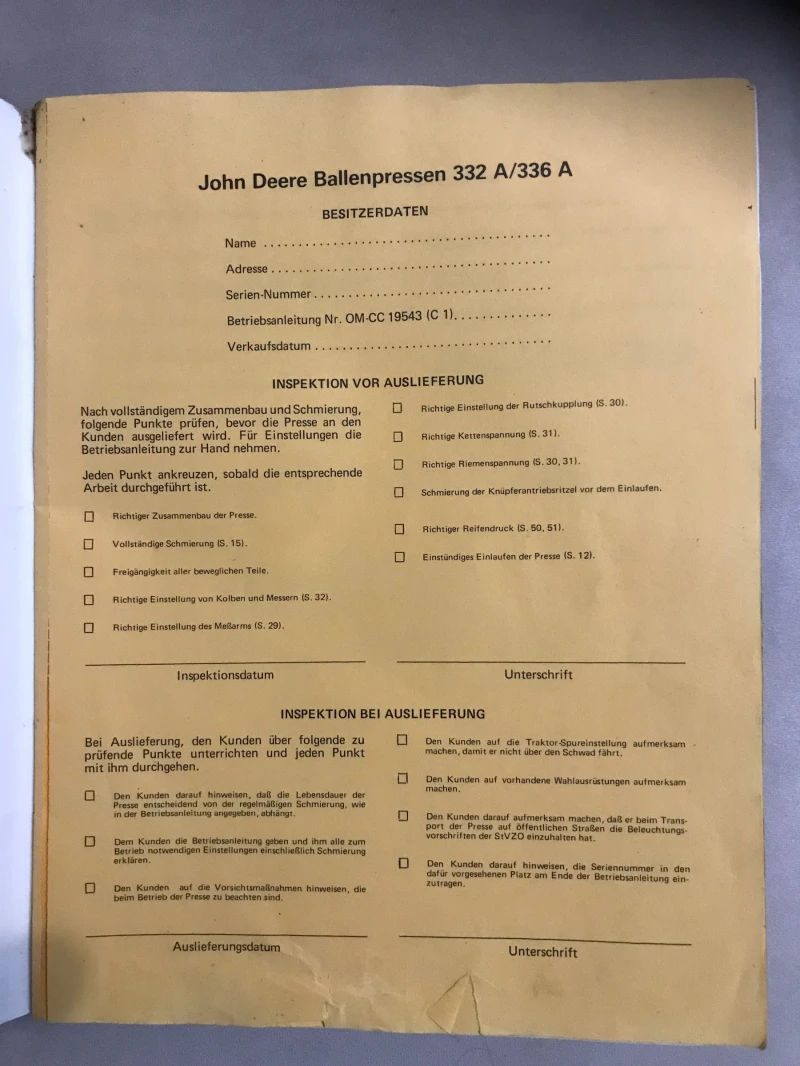 John Deere Ballenpressen 332 A/336 A
BESITZERDATEN
Name . . . . . . . . . . . . . . . . . . . . . . . . . . . . . . . . . . . . . .
Adresse . . . . . . . . . . . . . . . . . . . . . . . . . . . . . . . . . . . . .
Serien-Nummer . . . . . . . . . . . . . . . . . . . . . . . . . . . . . . .
Betriebsanleitung Nr. OM-CC 19543 (C 1). . . . . . . . . . . . .
Verkaufsdatum . . . . . . . . . . . . . . . . . . . . . . . . . . . . . . .
INSPEKTION VOR AUSLIEFERUNG
Nach vollständigem Zusammenbau und Schmierung,
folgende Punkte prüfen, bevor die Presse an den
Kunden ausgeliefert wird. Für Einstellungen die
Betriebsanleitung zur Hand nehmen.
Jeden Punkt ankreuzen, sobald die entsprechende
Arbeit durchgeführt ist.
Richtiger Zusammenbau der Presse.
Vollständige Schmierung (S. 15).
Freigängigkeit aller beweglichen Teile.
Richtige Einstellung von Kolben und Messern (S. 32).
Richtige Einstellung des Meßarms (S. 29).
Richtige Einstellung der Rutschkupplung (S. 30).
Richtige Kettenspannung (S. 31).
Richtige Riemenspannung (S. 30, 31).
Schmierung der Knüpferantriebsritzel vor dem Einlaufen.
Richtiger Reifendruck (S. 50, 51).
Einstündiges Einlaufen der Presse (S. 12).
Inspektionsdatum
Unterschrift
INSPEKTION BEI AUSLIEFERUNG
Bei Auslieferung, den Kunden über folgende zu
prüfende Punkte unterrichten und jeden Punkt
mit ihm durchgehen.
Den Kunden darauf hinweisen, daß die Lebensdauer der
Presse entscheidend von der regelmäßigen Schmierung, wie
in der Betriebsanleitung angegeben, abhängt.
Dem Kunden die Betriebsanleitung geben und ihm alle zum
Betrieb notwendigen Einstellungen einschließlich Schmierung
erklären.
Den Kunden auf die Vorsichtsmaßnahmen hinweisen, die
beim Betrieb der Presse zu beachten sind.
Den Kunden auf die Traktor-Spureinstellung aufmerksam
machen, damit er nicht über den Schwad fährt.
Den Kunden auf vorhandene Wahlausrüstungen aufmerksam
machen.
Den Kunden darauf aufmerksam machen, daß er beim Trans-
port der Presse auf öffentlichen Straßen die Beleuchtungs-
vorschriften der StVZO einzuhalten hat.
Den Kunden darauf hinweisen, die Seriennummer in den
dafür vorgesehenen Platz am Ende der Betriebsanleitung ein-
zutragen.
Auslieferungsdatum
Unterschrift